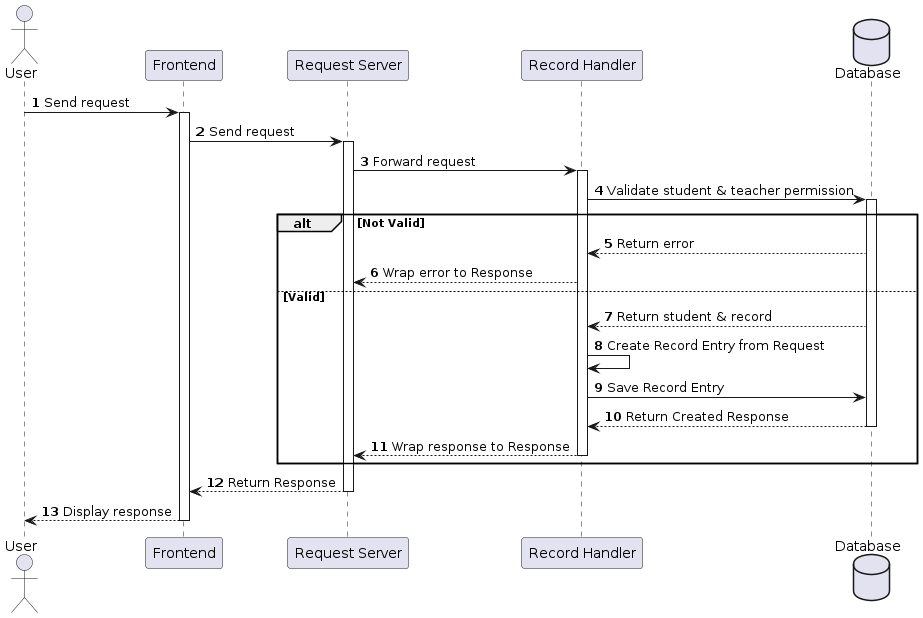 User
Frontend
Request Server
Record Handler
Database
1 Send request
2 Send request
3 Forward request
4 Validate student & teacher permission
alt [Not Valid]
5 Return error
6 Wrap error to Response
[Valid]
7 Return student & record
8 Create Record Entry from Request
9 Save Record Entry
10 Return Created Response
11 Wrap response to Response
12 Return Response
13 Display response
User
Frontend
Request Server
Record Handler
Database